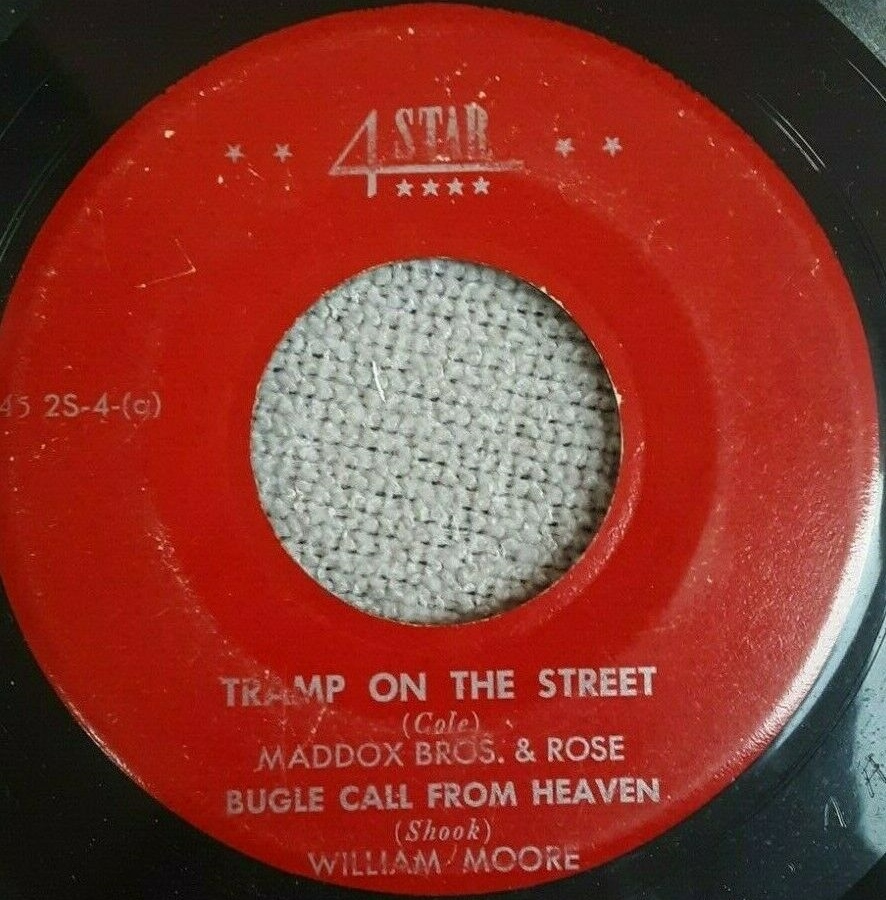 4 STAR
45 2S-4-(a)
TRAMP ON THE STREET
(Cole)
MADDOX BROS. & ROSE
BUGLE CALL FROM HEAVEN
(Shook)
WILLIAM MOORE